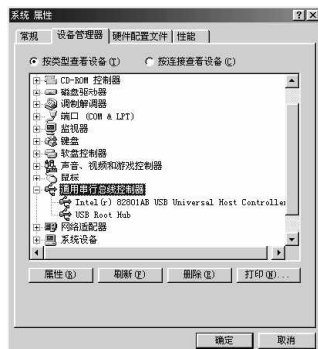 系统 属性
常规 设备管理器 硬件配置文件 性能
按类型查看设备(T) 按连接查看设备(C)
CD-ROM 控制器
磁盘驱动器
调制解调器
端口 (COM & LPT)
监视器
键盘
软盘控制器
声音、视频和游戏控制器
鼠标
通用串行总线控制器
Intel(r) 82801AB USB Universal Host Controller
USB Root Hub
网络适配器
系统设备
属性(R) 刷新(F) 删除(E) 打印(N)...
确定 取消